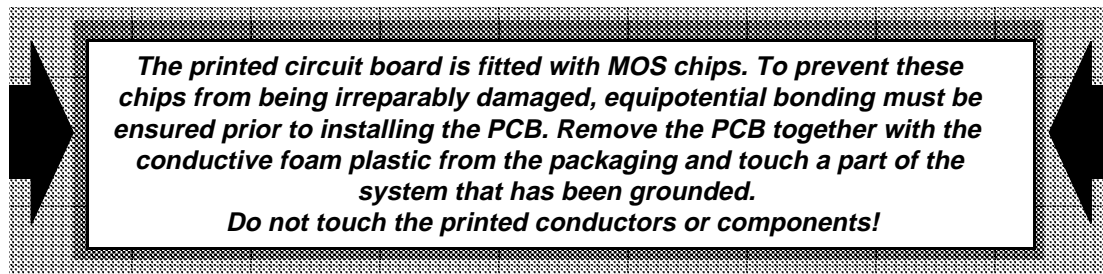 The printed circuit board is fitted with MOS chips. To prevent these
chips from being irreparably damaged, equipotential bonding must be
ensured prior to installing the PCB. Remove the PCB together with the
conductive foam plastic from the packaging and touch a part of the
system that has been grounded.
Do not touch the printed conductors or components!